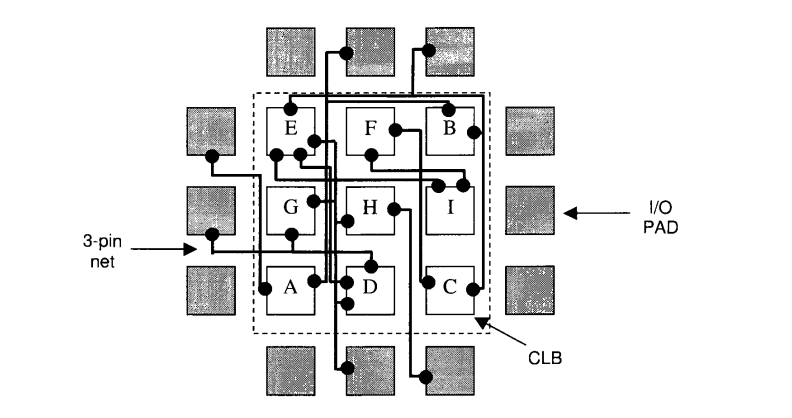 E F B
G H I
I/O
PAD
3-pin
net
A D C
CLB